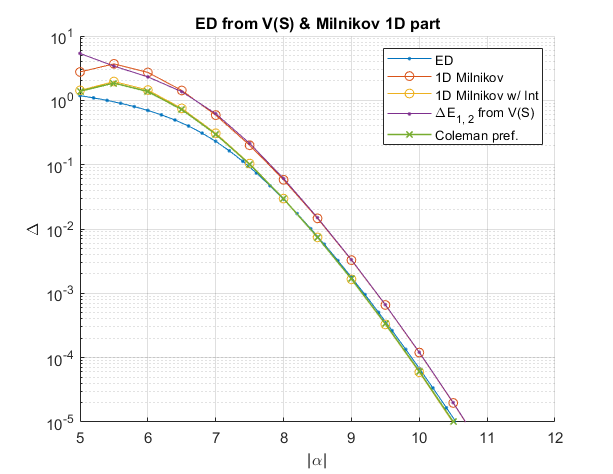 ED from V(S) & Milnikov 1D part
ED
1D Milnikov
1D Milnikov w/ Int
ΔE1, 2 from V(S)
Coleman pref.
Δ
10^1
10^0
10^-1
10^-2
10^-3
10^-4
10^-5
5 6 7 8 9 10 11 12
|α|